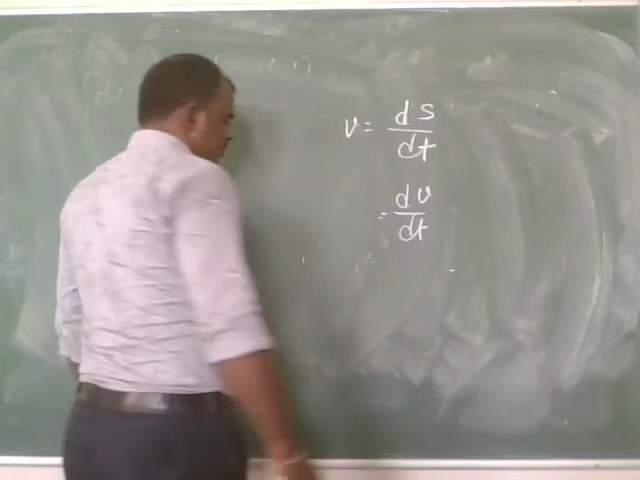 v = ds/dt
= dv/dt